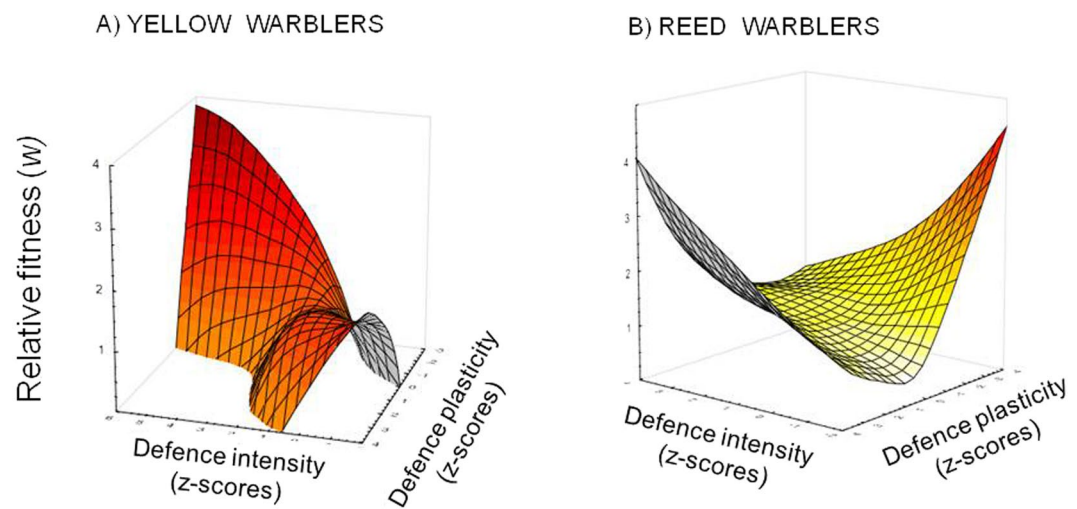 A) YELLOW WARBLERS
B) REED WARBLERS
Relative fitness (w)
4
3
2
1
Defence intensity
(z-scores)
Defence plasticity
(z-scores)
4
3
2
1
Defence intensity
(z-scores)
Defence plasticity
(z-scores)